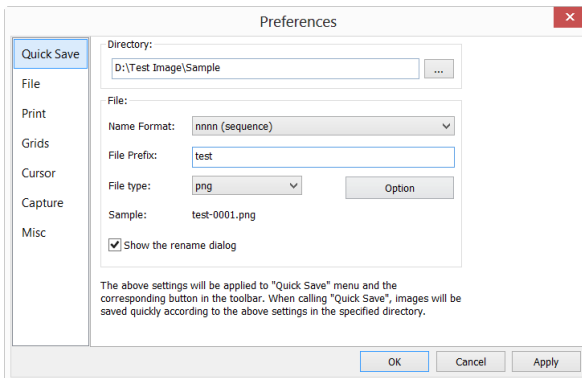 Preferences
Quick Save
File
Print
Grids
Cursor
Capture
Misc
Directory:
D:\Test Image\Sample
...
File:
Name Format: nnnn (sequence)
File Prefix: test
File type: png Option
Sample: test-0001.png
Show the rename dialog
The above settings will be applied to "Quick Save" menu and the
corresponding button in the toolbar. When calling "Quick Save", images will be
saved quickly according to the above settings in the specified directory.
OK Cancel Apply